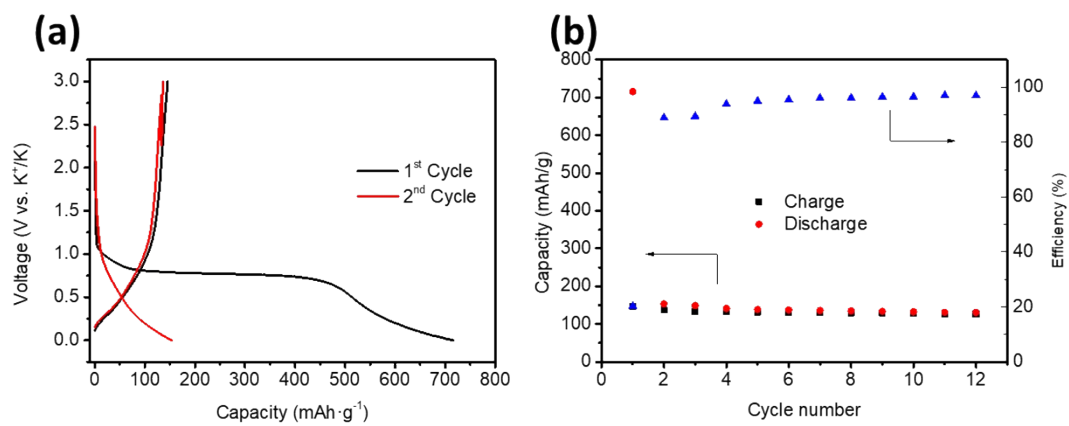 (a)
3.0
2.5
2.0
1.5
1.0
0.5
0.0
Voltage (V vs. K⁺/K)
1ˢᵗ Cycle
2ⁿᵈ Cycle
0 100 200 300 400 500 600 700 800
Capacity (mAh·g⁻¹)
(b)
800
700
600
500
400
300
200
100
0
Capacity (mAh/g)
Charge
Discharge
100
80
60
40
20
0
Efficiency (%)
0 2 4 6 8 10 12
Cycle number